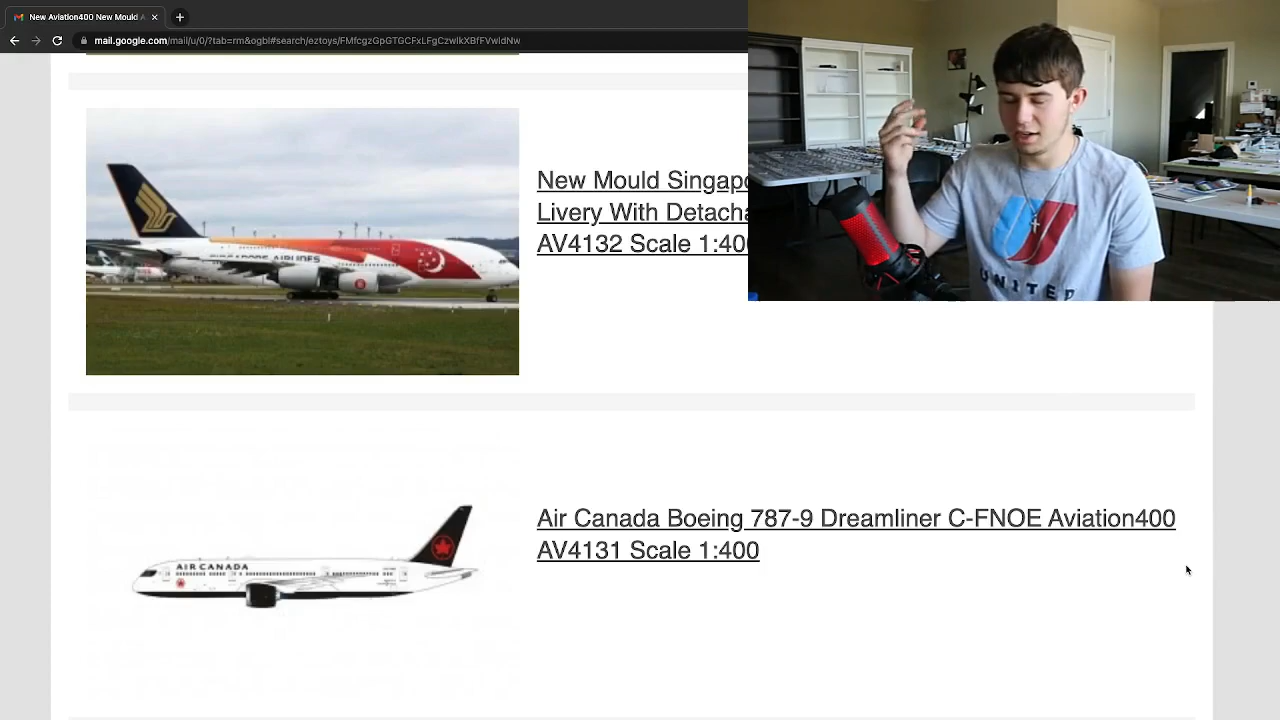 New Aviation400 New Mould A
mail.google.com/mail/u/0/?tab=rm&ogbl#search/eztoys/FMfcgzGpGTGCFxLFgCzwlkXBfFVwldNw
New Mould Singapo
Livery With Detacha
AV4132 Scale 1:400
SINGAPORE AIRLINES
UNITED
Air Canada Boeing 787-9 Dreamliner C-FNOE Aviation400
AV4131 Scale 1:400
AIR CANADA